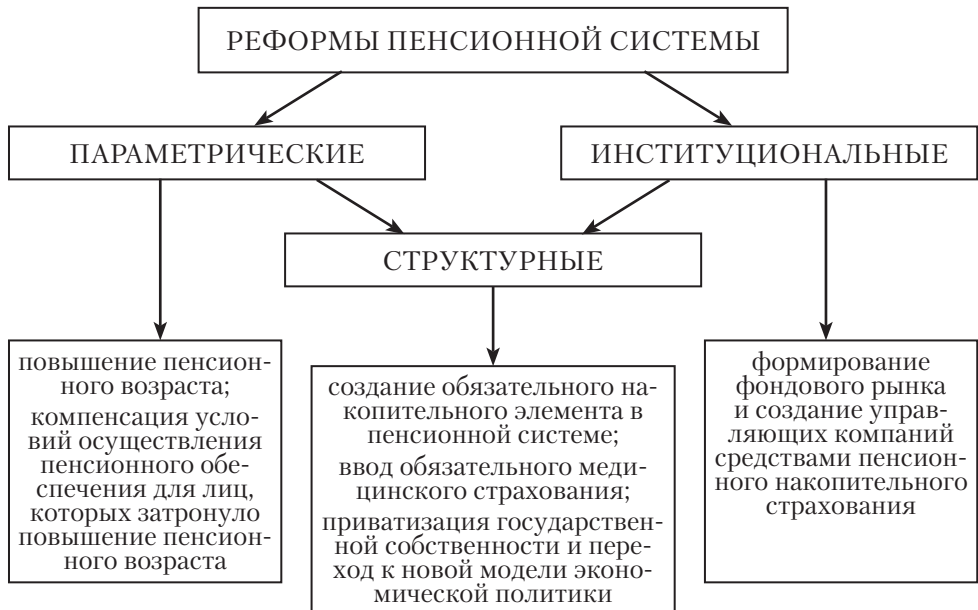 РЕФОРМЫ ПЕНСИОННОЙ СИСТЕМЫ
ПАРАМЕТРИЧЕСКИЕ
ИНСТИТУЦИОНАЛЬНЫЕ
СТРУКТУРНЫЕ
повышение пенсион-
ного возраста;
компенсация усло-
вий осуществления
пенсионного обе-
спечения для лиц,
которых затронуло
повышение пенсион-
ного возраста
создание обязательного на-
копительного элемента в
пенсионной системе;
ввод обязательного меди-
цинского страхования;
приватизация государствен-
ной собственности и пере-
ход к новой модели эконо-
мической политики
формирование
фондового рынка
и создание управ-
ляющих компаний
средствами пенсион-
ного накопительного
страхования